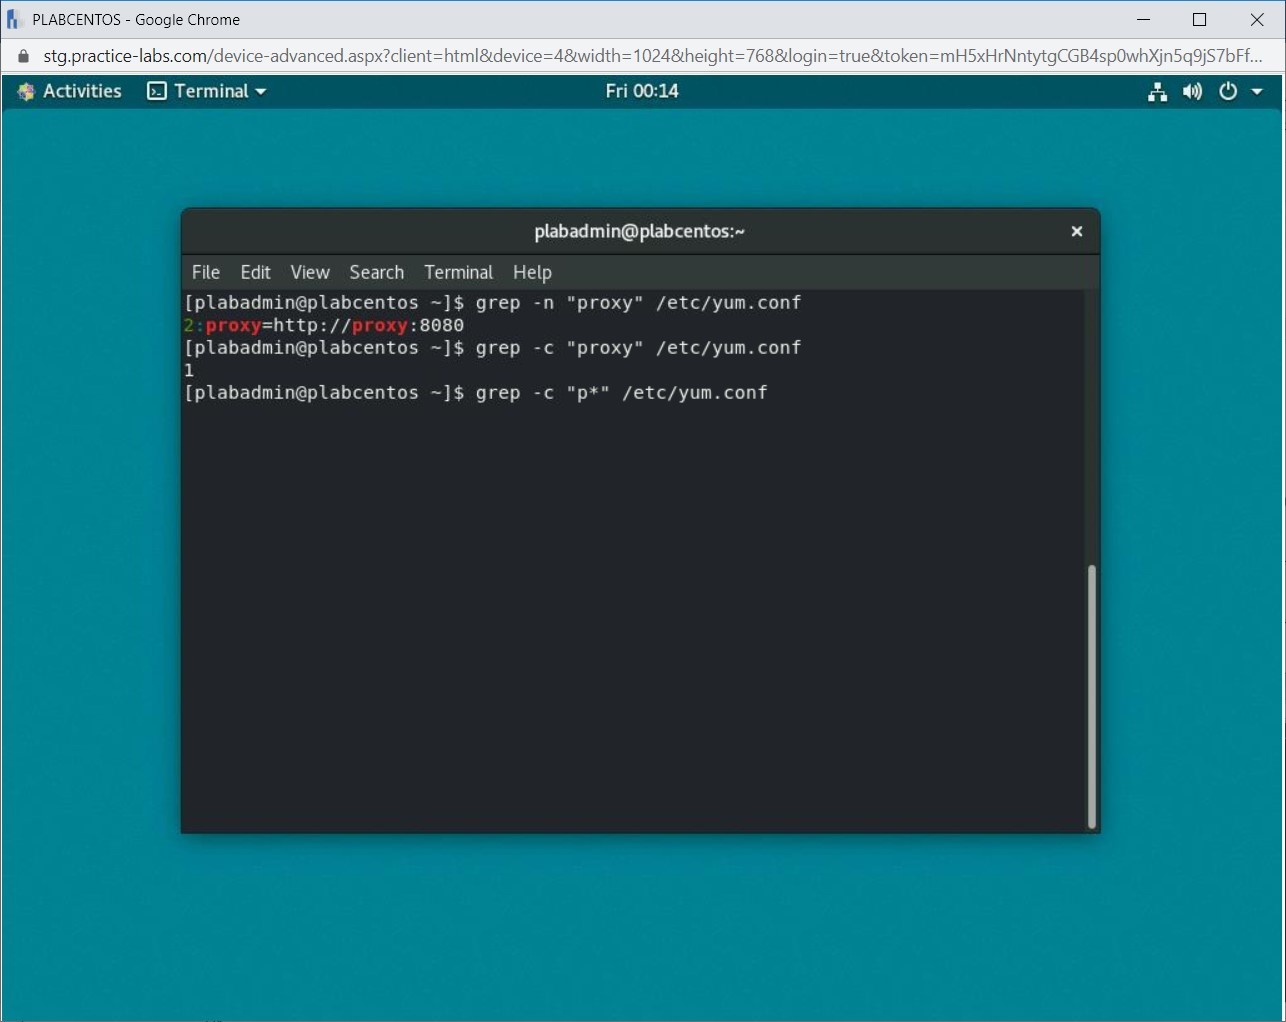 PLABCENTOS - Google Chrome
stg.practice-labs.com/device-advanced.aspx?client=html&device=4&width=1024&height=768&login=true&token=mH5xHrNntytgCGB4sp0whXjn5q9jS7bFf...
Activities Terminal Fri 00:14
plabadmin@plabcentos:~
File Edit View Search Terminal Help
[plabadmin@plabcentos ~]$ grep -n "proxy" /etc/yum.conf
2:proxy=http://proxy:8080
[plabadmin@plabcentos ~]$ grep -c "proxy" /etc/yum.conf
1
[plabadmin@plabcentos ~]$ grep -c "p*" /etc/yum.conf